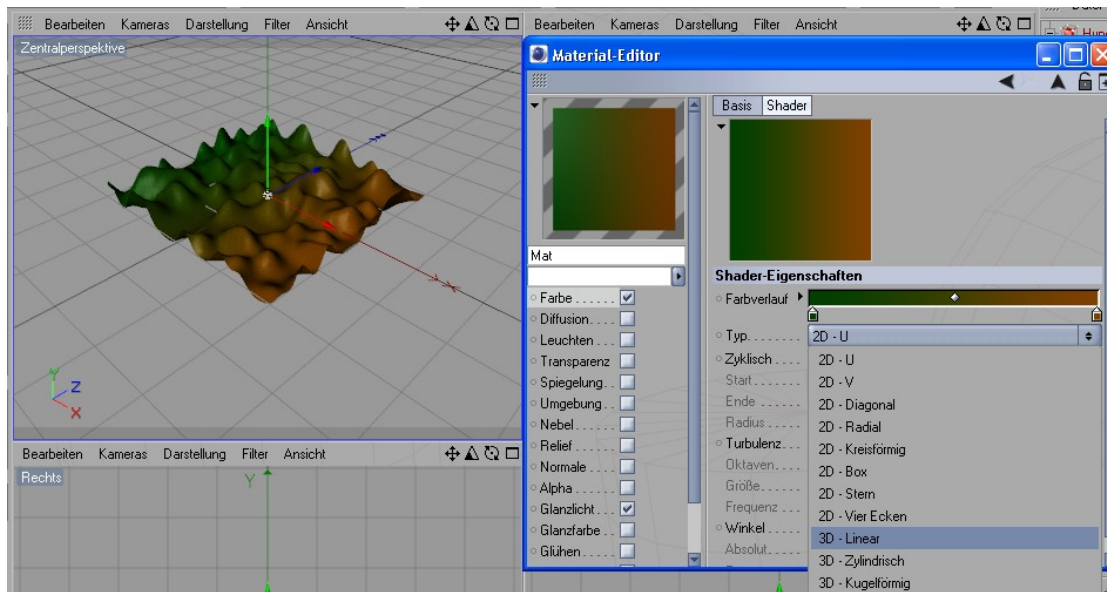 Bearbeiten Kameras Darstellung Filter Ansicht
Zentralperspektive
Y
Z
X
Bearbeiten Kameras Darstellung Filter Ansicht
Rechts
Y
Bearbeiten Kameras Darstellung Filter Ansicht
Material-Editor
Mat
Farbe
Diffusion
Leuchten
Transparenz
Spiegelung
Umgebung
Nebel
Relief
Normale
Alpha
Glanzlicht
Glanzfarbe
Glühen
Basis Shader
Shader-Eigenschaften
Farbverlauf
Typ 2D - U
Zyklisch
Start
Ende
Radius
Turbulenz
Oktaven
Größe
Frequenz
Winkel
Absolut
2D - U
2D - V
2D - Diagonal
2D - Radial
2D - Kreisförmig
2D - Box
2D - Stern
2D - Vier Ecken
3D - Linear
3D - Zylindrisch
3D - Kugelförmig